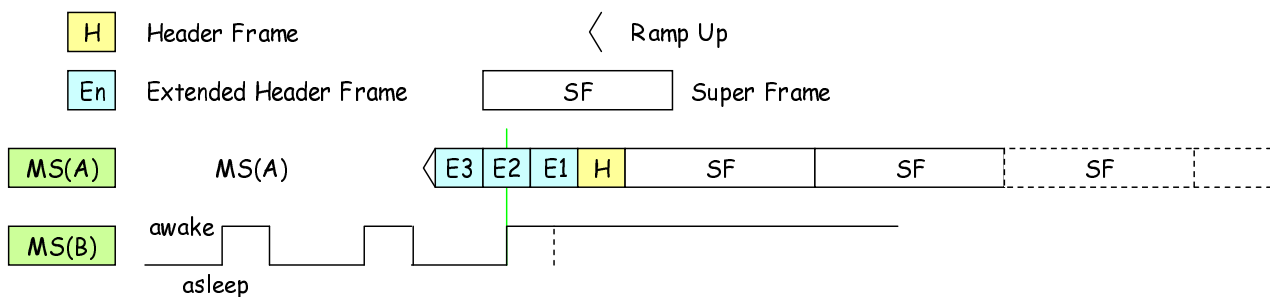 H Header Frame Ramp Up
En Extended Header Frame SF Super Frame
MS(A) MS(A) E3 E2 E1 H SF SF SF
awake
MS(B)
asleep